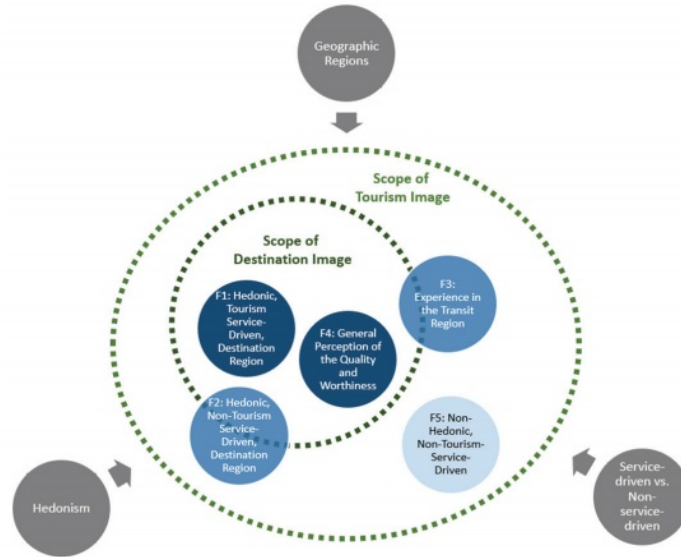 Geographic
Regions
Scope of
Tourism Image
Scope of
Destination Image
F1: Hedonic,
Tourism
Service-
Driven,
Destination
Region
F4: General
Perception of
the Quality
and
Worthiness
F3:
Experience in
the Transit
Region
F2: Hedonic,
Non-Tourism
Service-
Driven,
Destination
Region
F5: Non-
Hedonic,
Non-Tourism-
Service-
Driven
Hedonism
Service-
driven vs.
Non-
service-
driven